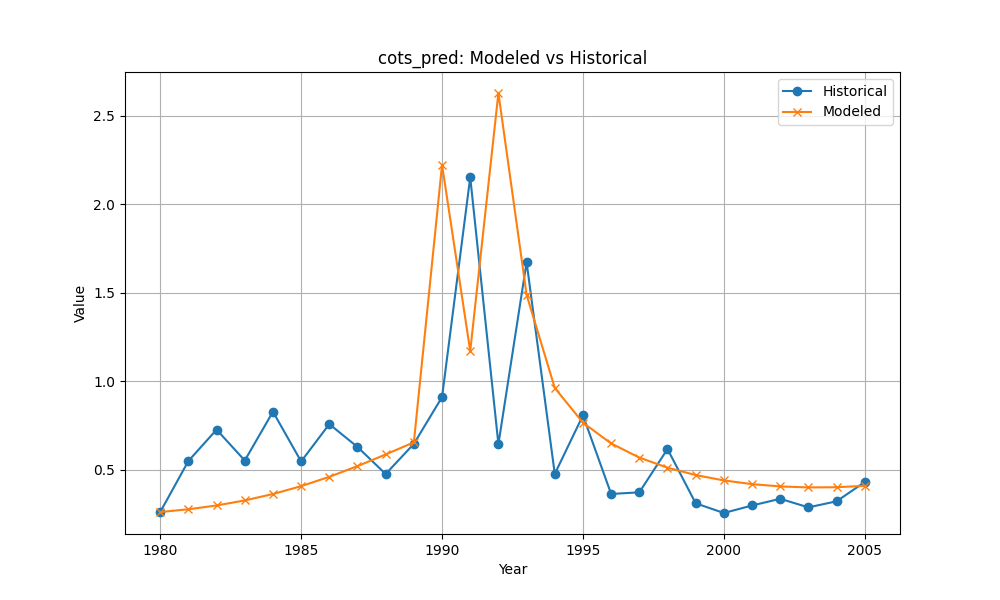 cots_pred: Modeled vs Historical
Historical
Modeled
Value
2.5
2.0
1.5
1.0
0.5
1980 1985 1990 1995 2000 2005
Year